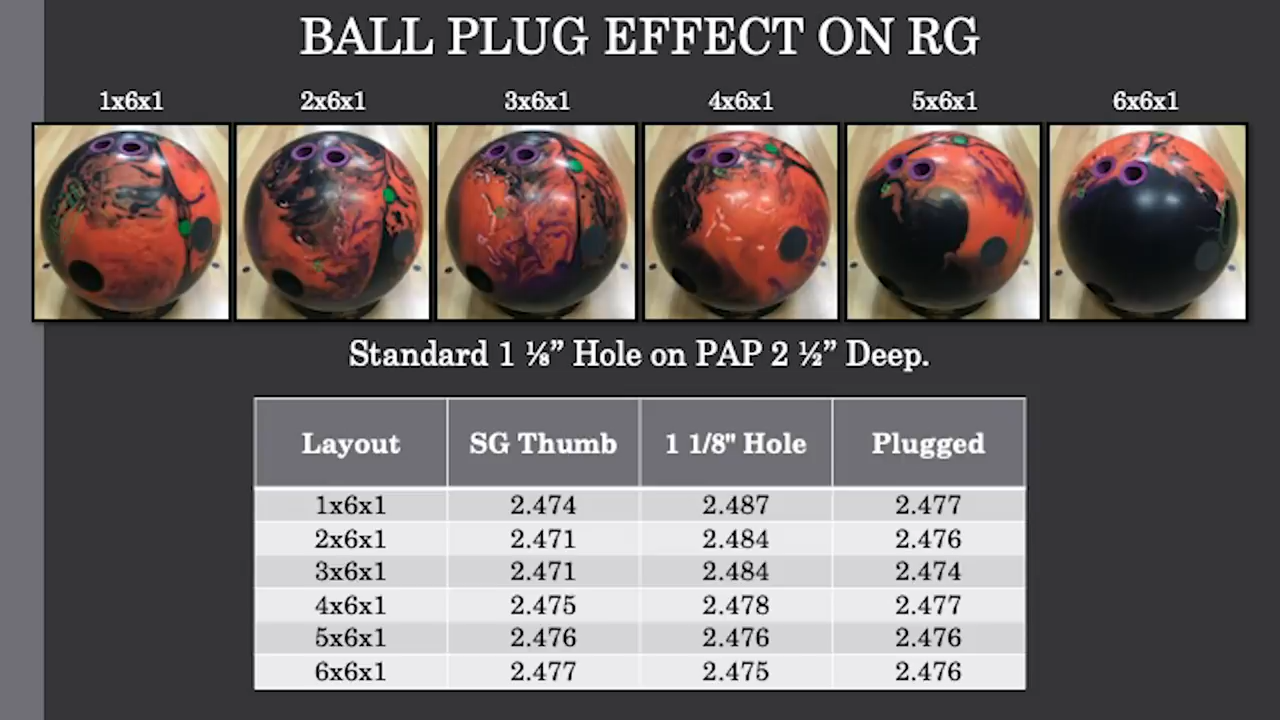 BALL PLUG EFFECT ON RG
1x6x1 2x6x1 3x6x1 4x6x1 5x6x1 6x6x1
Standard 1 ⅛” Hole on PAP 2 ½” Deep.
Layout SG Thumb 1 1/8" Hole Plugged
1x6x1 2.474 2.487 2.477
2x6x1 2.471 2.484 2.476
3x6x1 2.471 2.484 2.474
4x6x1 2.475 2.478 2.477
5x6x1 2.476 2.476 2.476
6x6x1 2.477 2.475 2.476